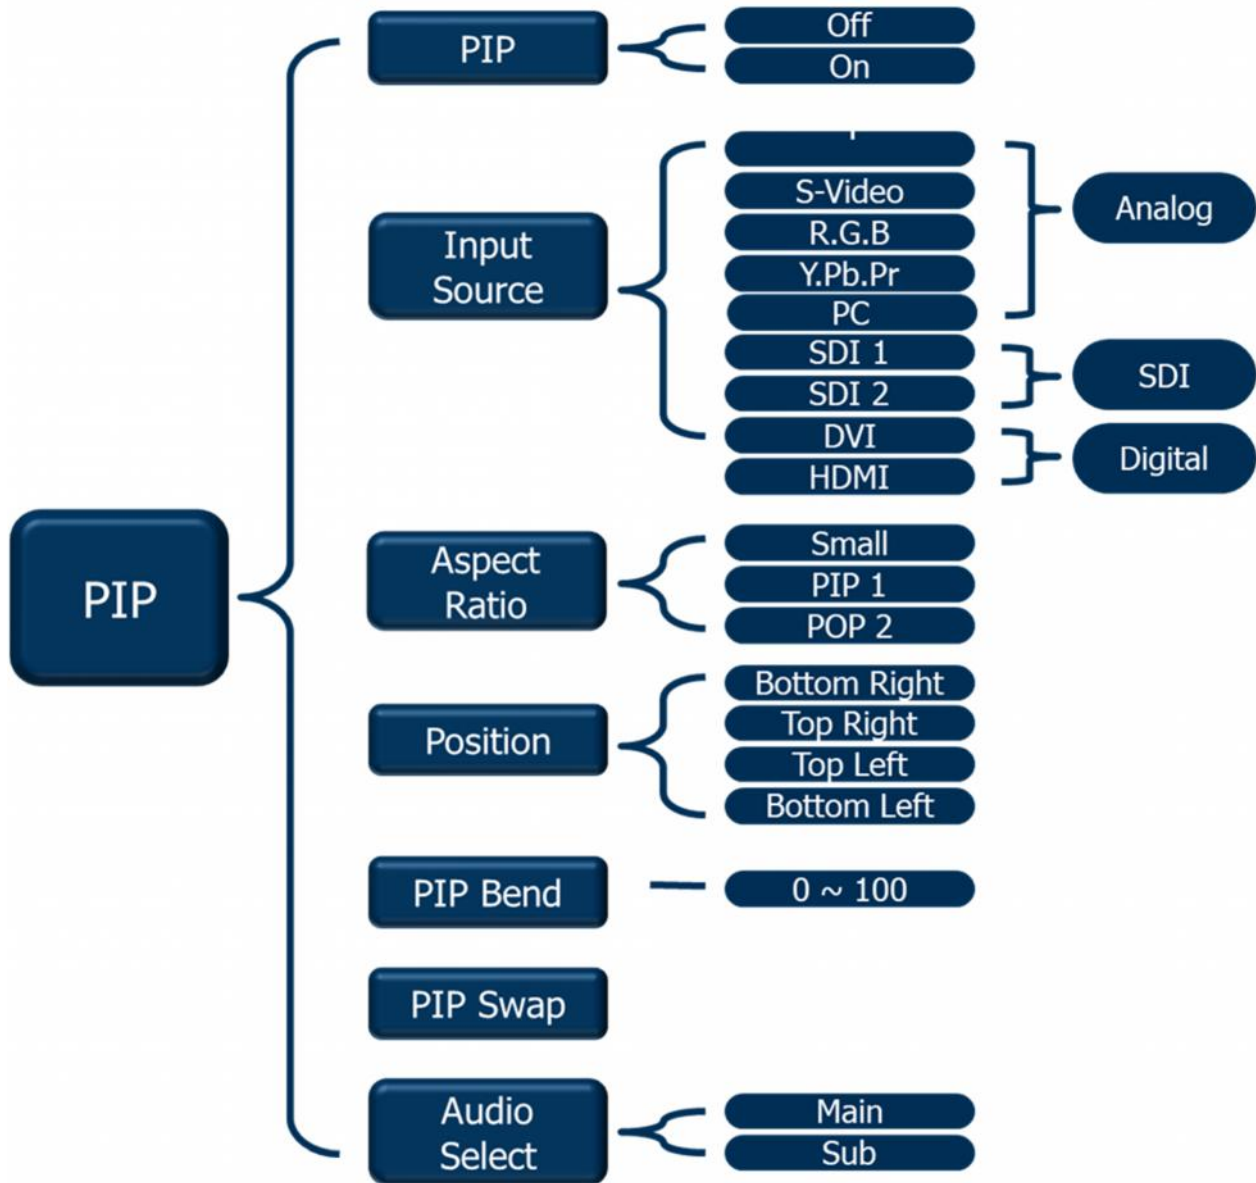 PIP
Off
On
Input
Source
S-Video
R.G.B
Y.Pb.Pr
PC
SDI 1
SDI 2
DVI
HDMI
Analog
SDI
Digital
PIP
Aspect
Ratio
Small
PIP 1
POP 2
Position
Bottom Right
Top Right
Top Left
Bottom Left
PIP Bend
0 ~ 100
PIP Swap
Audio
Select
Main
Sub